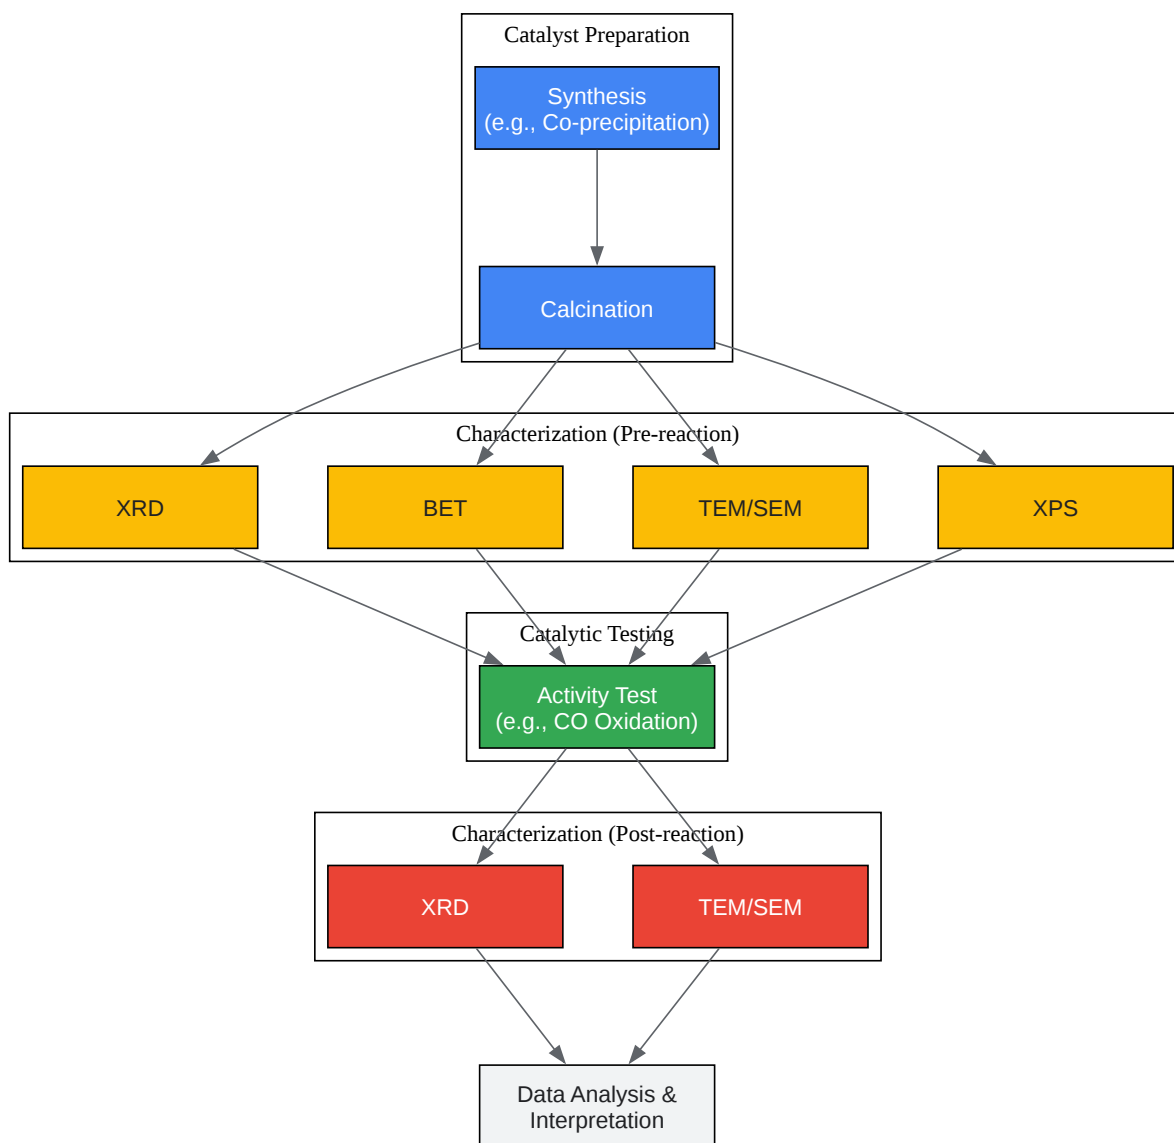 Catalyst Preparation
Synthesis
(e.g., Co-precipitation)
Calcination
Characterization (Pre-reaction)
XRD
BET
TEM/SEM
XPS
Catalytic Testing
Activity Test
(e.g., CO Oxidation)
Characterization (Post-reaction)
XRD
TEM/SEM
Data Analysis &
Interpretation